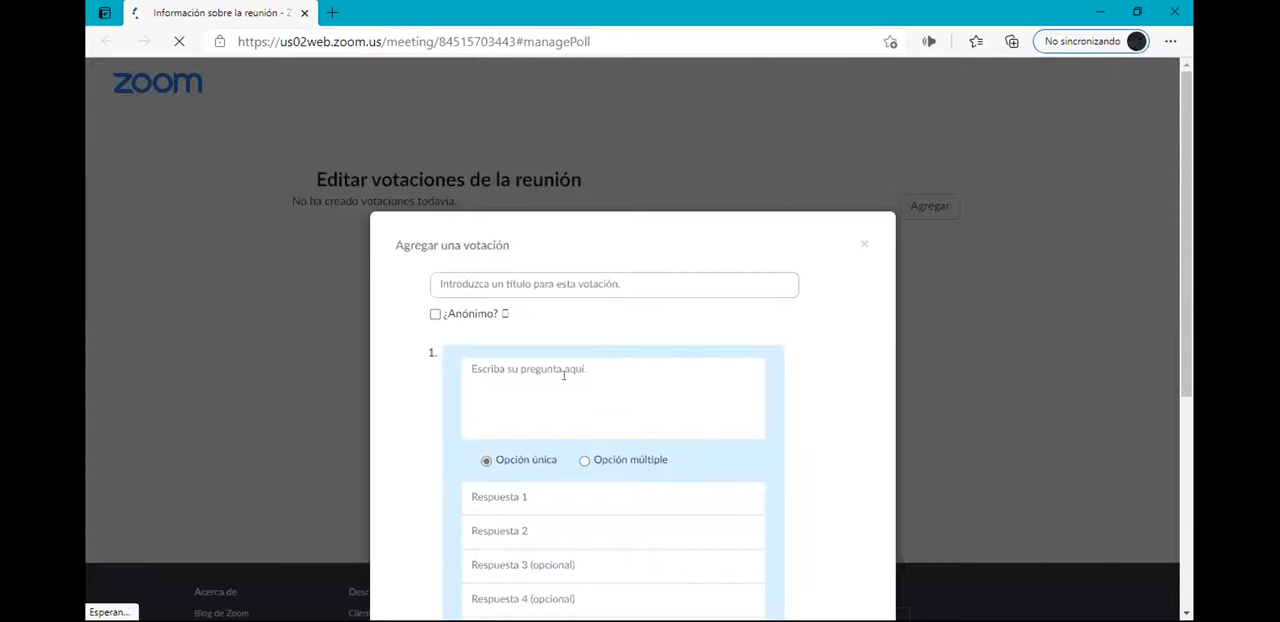 Información sobre la reunión - Z
https://us02web.zoom.us/meeting/84515703443#managePoll
No sincronizando
zoom
Editar votaciones de la reunión
No ha creado votaciones todavía.
Agregar
Agregar una votación
Introduzca un título para esta votación.
¿Anónimo?
1.
Escriba su pregunta aquí.
Opción única
Opción múltiple
Respuesta 1
Respuesta 2
Respuesta 3 (opcional)
Respuesta 4 (opcional)
Acerca de
Desc
Blog de Zoom
Clien
Esperan...